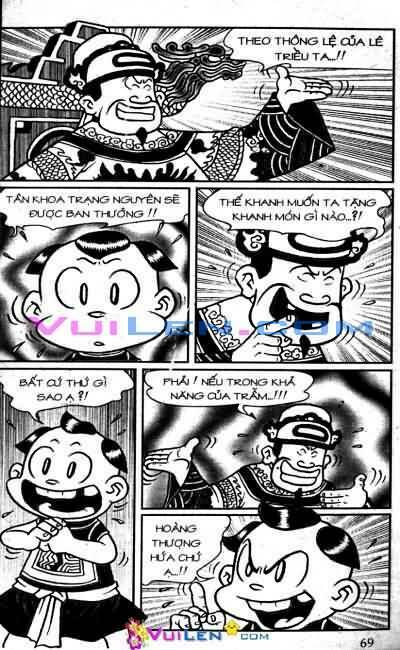 THEO THÔNG LỆ CỦA LÊ
TRIỀU TA...!!
TÂN KHOA TRẠNG NGUYÊN SẼ
ĐƯỢC BAN THƯỞNG !!
THẾ KHANH MUỐN TA TẶNG
KHANH MÓN GÌ NÀO...?!
VUILEN.COM
BẤT CỨ THỨ GÌ
SAO Ạ ?!
PHẢI ! NẾU TRONG KHẢ
NĂNG CỦA TRẪM...!!!
HOÀNG
THƯỢNG
HỨA CHỨ
Ạ...!!
69
VUILEN.COM